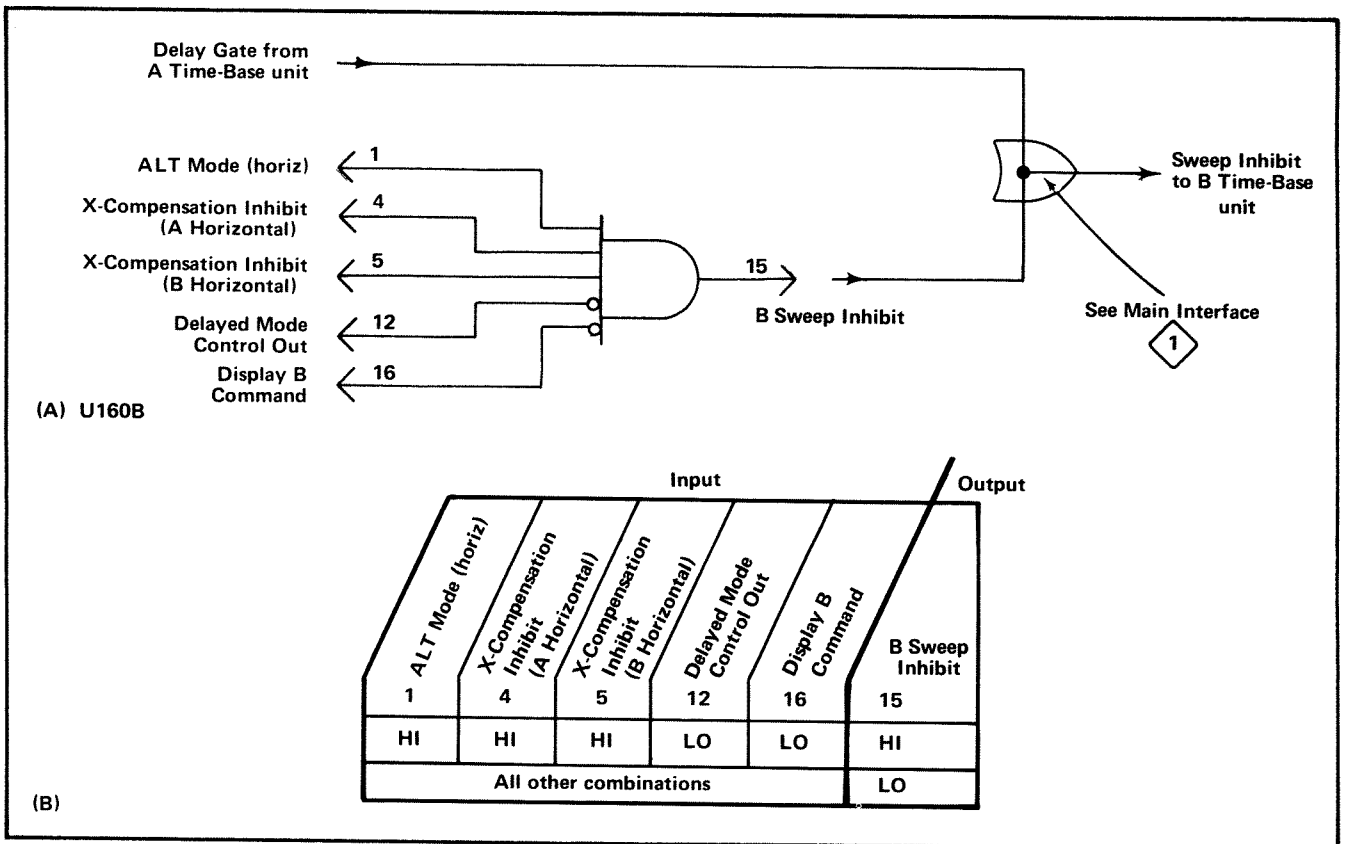 Delay Gate from
A Time-Base unit
ALT Mode (horiz)
1
X-Compensation Inhibit
(A Horizontal)
4
X-Compensation Inhibit
(B Horizontal)
5
Delayed Mode
Control Out
12
Display B
Command
16
15
B Sweep Inhibit
Sweep Inhibit
to B Time-Base
unit
See Main Interface
1
(A) U160B
Input
Output
ALT Mode (horiz)
X-Compensation
Inhibit
(A Horizontal)
X-Compensation
Inhibit
(B Horizontal)
Delayed Mode
Control Out
Display B
Command
B Sweep
Inhibit
1 4 5 12 16 15
HI HI HI LO LO HI
All other combinations LO
(B)